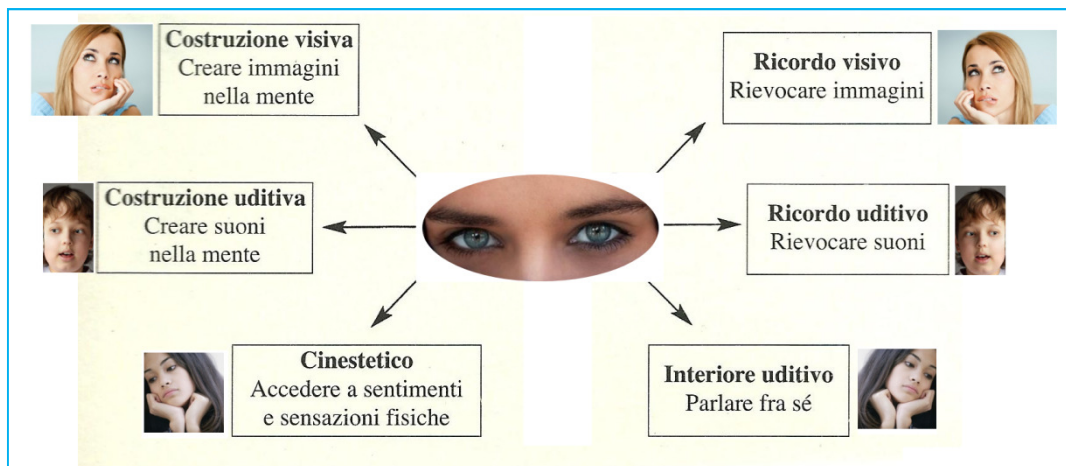 Costruzione visiva
Creare immagini
nella mente
Ricordo visivo
Rievocare immagini
Costruzione uditiva
Creare suoni
nella mente
Ricordo uditivo
Rievocare suoni
Cinestetico
Accedere a sentimenti
e sensazioni fisiche
Interiore uditivo
Parlare fra sé